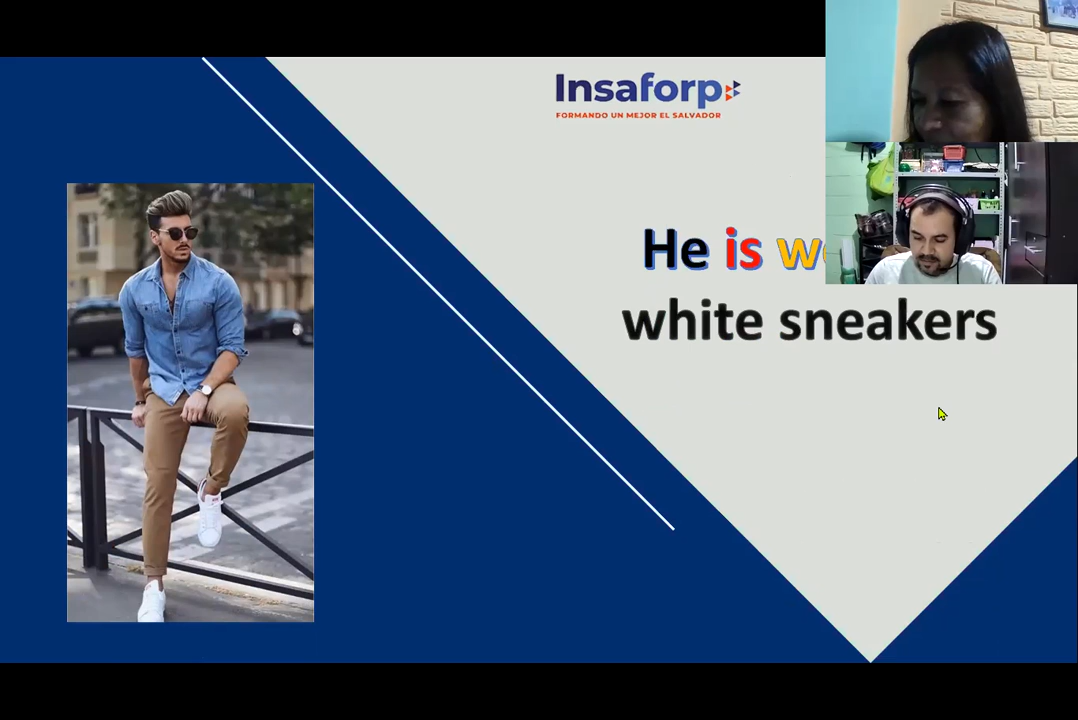 Insaforp
FORMANDO UN MEJOR EL SALVADOR
He is
white sneakers